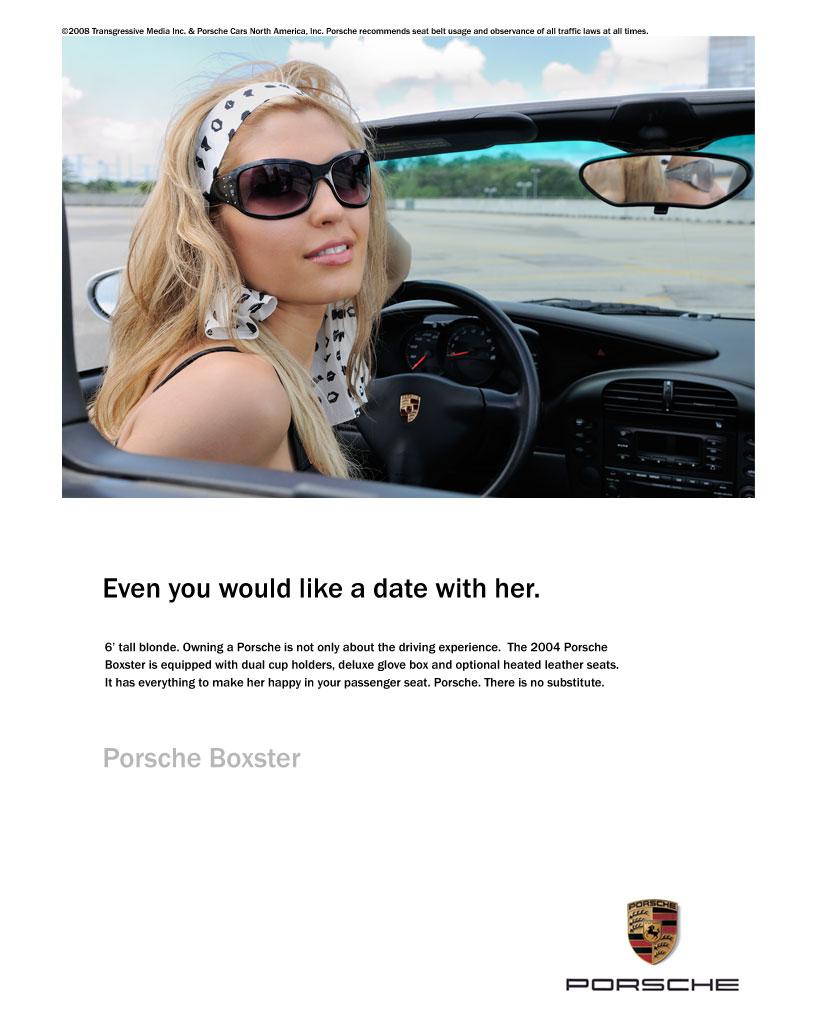 ©2008 Transgressive Media Inc. & Porsche Cars North America, Inc. Porsche recommends seat belt usage and observance of all traffic laws at all times.
Even you would like a date with her.
6' tall blonde. Owning a Porsche is not only about the driving experience.  The 2004 Porsche
Boxster is equipped with dual cup holders, deluxe glove box and optional heated leather seats.
It has everything to make her happy in your passenger seat. Porsche. There is no substitute.
Porsche Boxster
PORSCHE
PORSCHE